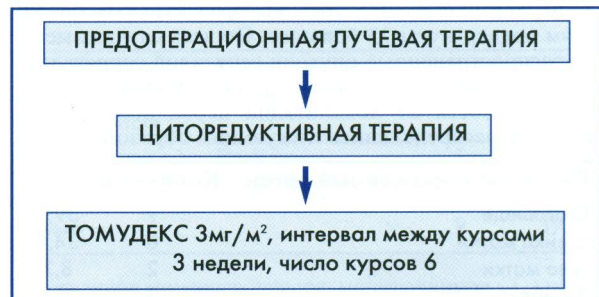 ПРЕДОПЕРАЦИОННАЯ ЛУЧЕВАЯ ТЕРАПИЯ
ЦИТОРЕДУКТИВНАЯ ТЕРАПИЯ
ТОМУДЕКС 3мг/м², интервал между курсами
3 недели, число курсов 6